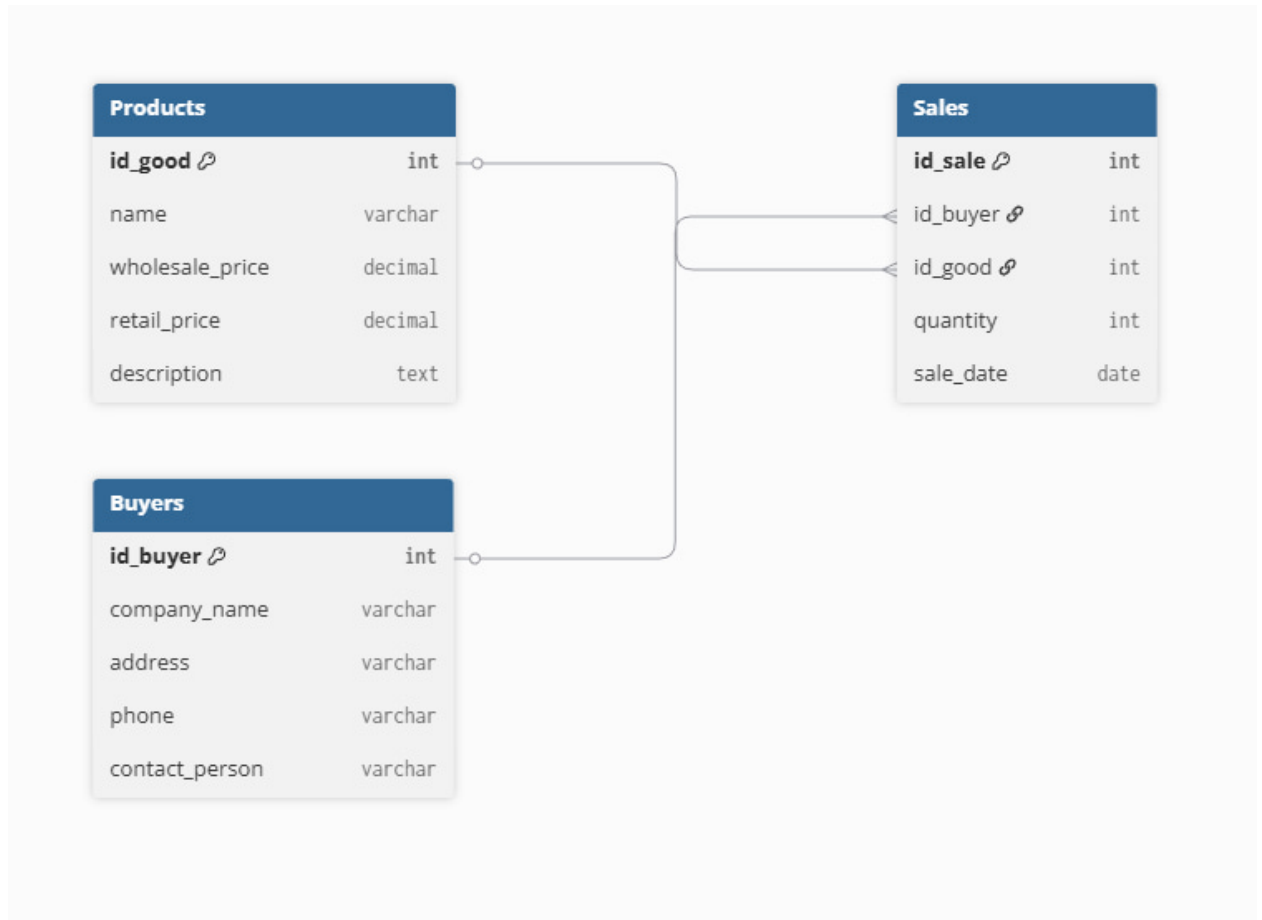 Products
id_good int
name varchar
wholesale_price decimal
retail_price decimal
description text
Sales
id_sale int
id_buyer int
id_good int
quantity int
sale_date date
Buyers
id_buyer int
company_name varchar
address varchar
phone varchar
contact_person varchar